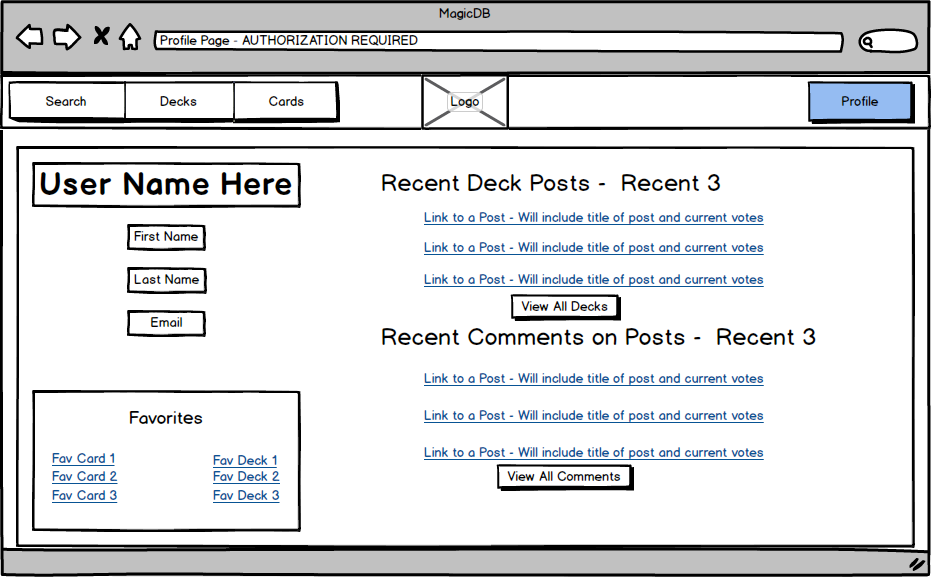 MagicDB
Profile Page - AUTHORIZATION REQUIRED
Search Decks Cards Logo Profile
User Name Here
First Name
Last Name
Email
Favorites
Fav Card 1 Fav Deck 1
Fav Card 2 Fav Deck 2
Fav Card 3 Fav Deck 3
Recent Deck Posts - Recent 3
Link to a Post - Will include title of post and current votes
Link to a Post - Will include title of post and current votes
Link to a Post - Will include title of post and current votes
View All Decks
Recent Comments on Posts - Recent 3
Link to a Post - Will include title of post and current votes
Link to a Post - Will include title of post and current votes
Link to a Post - Will include title of post and current votes
View All Comments